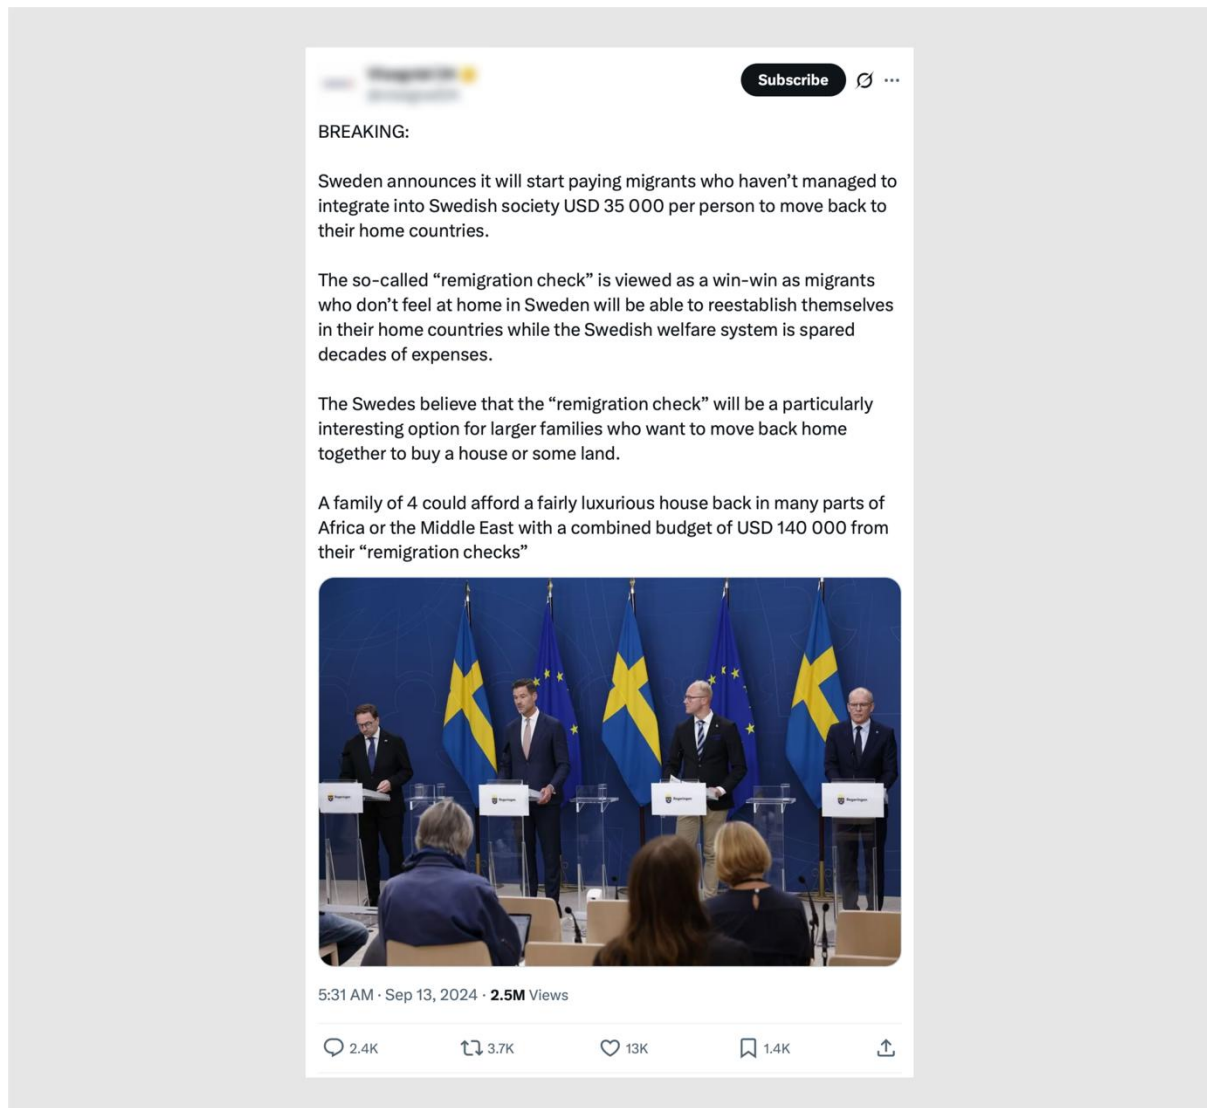 Subscribe
BREAKING:
Sweden announces it will start paying migrants who haven’t managed to
integrate into Swedish society USD 35 000 per person to move back to
their home countries.
The so-called “remigration check” is viewed as a win-win as migrants
who don’t feel at home in Sweden will be able to reestablish themselves
in their home countries while the Swedish welfare system is spared
decades of expenses.
The Swedes believe that the “remigration check” will be a particularly
interesting option for larger families who want to move back home
together to buy a house or some land.
A family of 4 could afford a fairly luxurious house back in many parts of
Africa or the Middle East with a combined budget of USD 140 000 from
their “remigration checks”
5:31 AM · Sep 13, 2024 · 2.5M Views
2.4K 3.7K 13K 1.4K